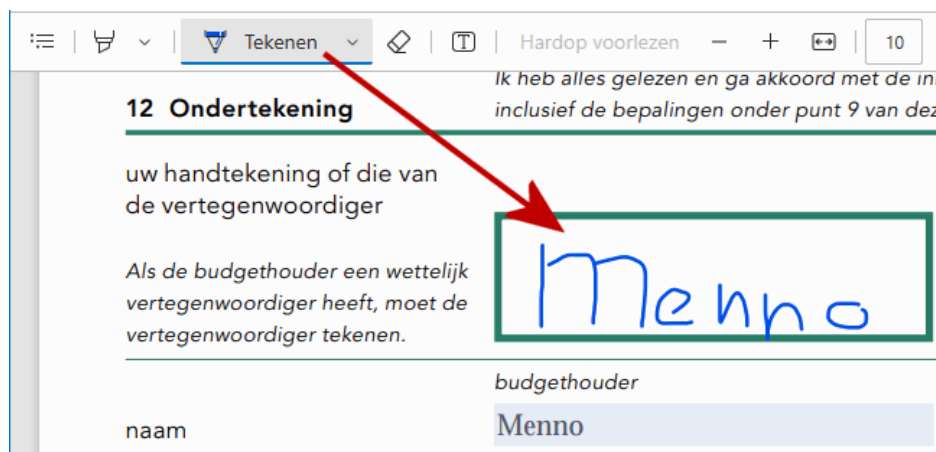 Tekenen Hardop voorlezen 10
Ik heb alles gelezen en ga akkoord met de in
12 Ondertekening
inclusief de bepalingen onder punt 9 van dez
uw handtekening of die van
de vertegenwoordiger
Als de budgethouder een wettelijk
vertegenwoordiger heeft, moet de
vertegenwoordiger tekenen.
Menno
budgethouder
naam
Menno